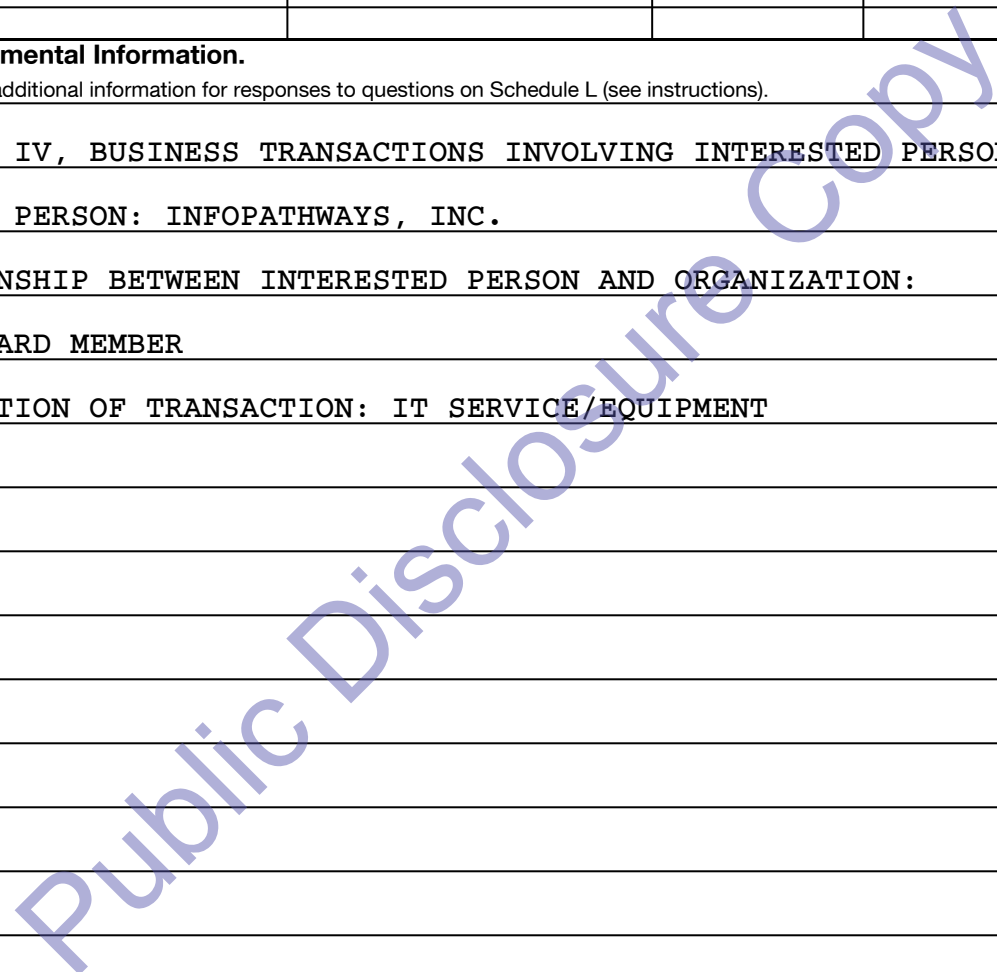 mental Information.
additional information for responses to questions on Schedule L (see instructions).
IV, BUSINESS TRANSACTIONS INVOLVING INTERESTED PERSO
PERSON: INFOPATHWAYS, INC.
NSHIP BETWEEN INTERESTED PERSON AND ORGANIZATION:
ARD MEMBER
TION OF TRANSACTION: IT SERVICE/EQUIPMENT
Public Disclosure Copy